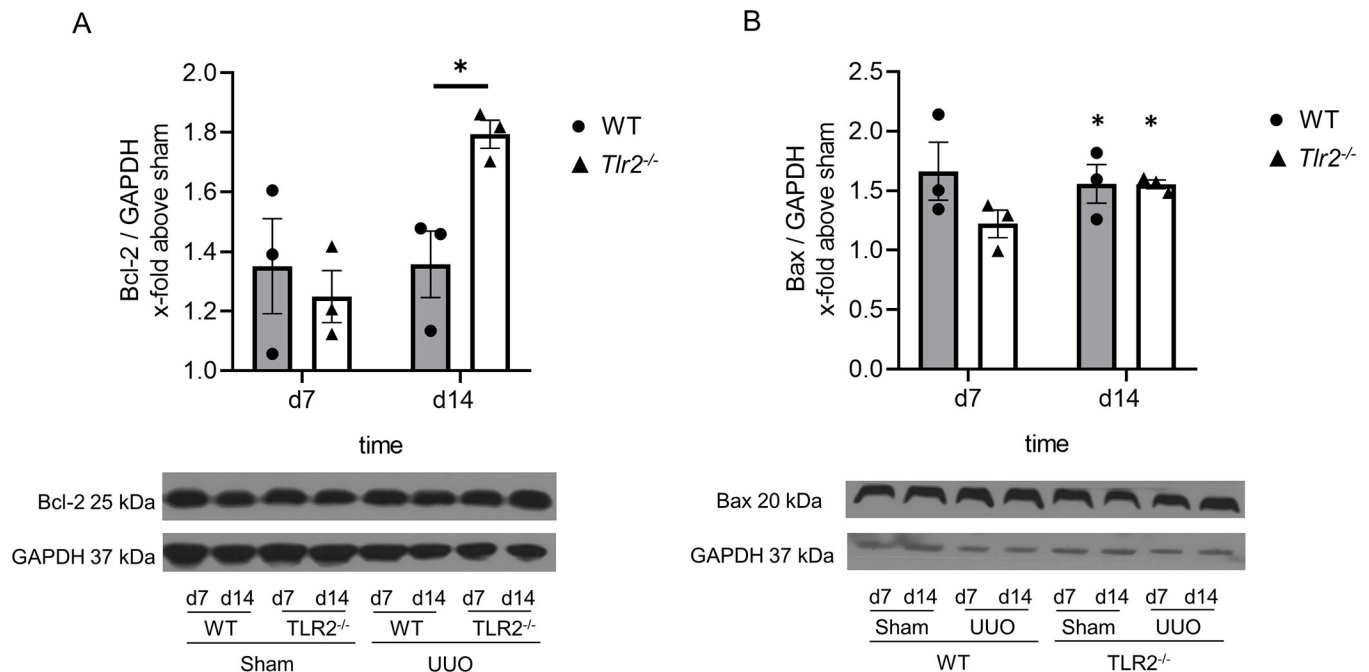 A
Bcl-2 / GAPDH
x-fold above sham
2.0
1.8
1.6
1.4
1.2
1.0
*
WT
Tlr2-/-
d7 d14
time
Bcl-2 25 kDa
GAPDH 37 kDa
d7 d14 d7 d14 d7 d14 d7 d14
WT TLR2-/- WT TLR2-/-
Sham UUO
B
Bax / GAPDH
x-fold above sham
2.5
2.0
1.5
1.0
0.5
0.0
* *
WT
Tlr2-/-
d7 d14
time
Bax 20 kDa
GAPDH 37 kDa
d7 d14 d7 d14 d7 d14 d7 d14
Sham UUO Sham UUO
WT TLR2-/-